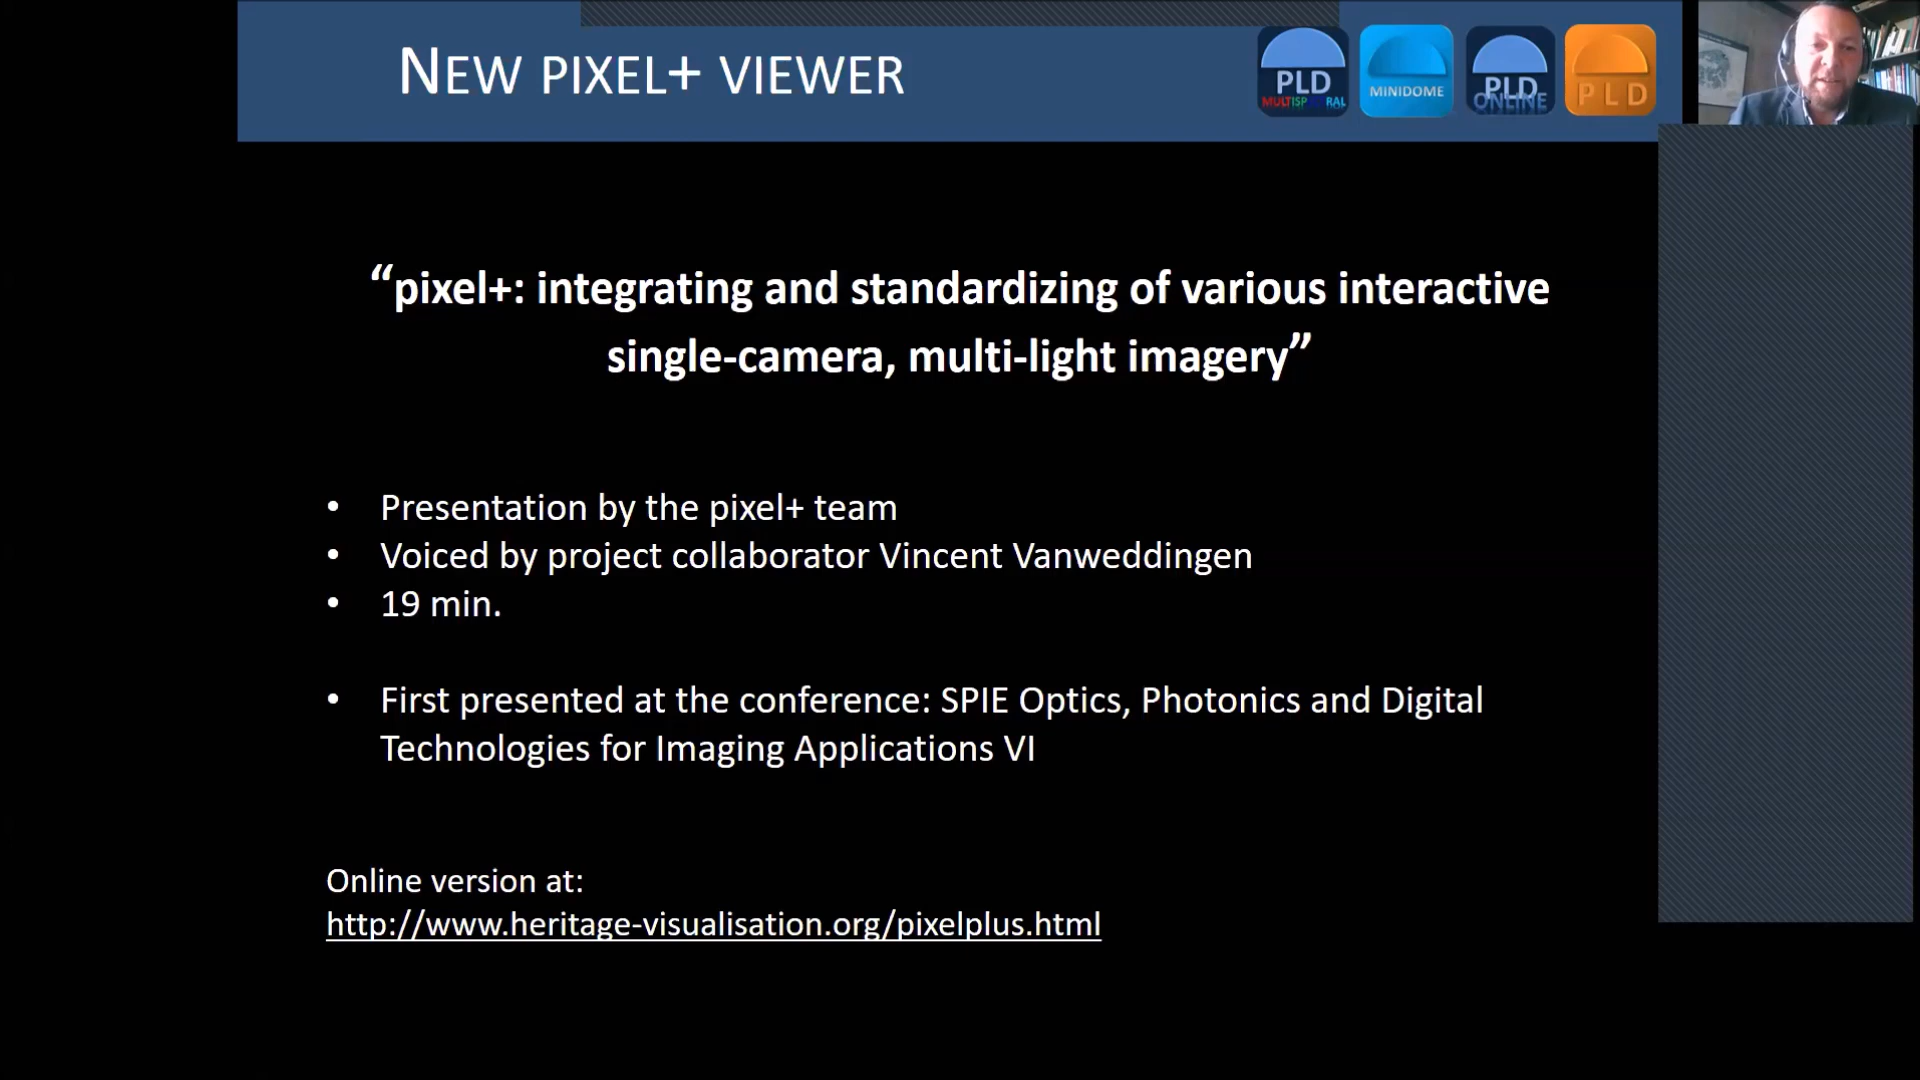 NEW PIXEL+ VIEWER
PLD
MULTISPECTRAL
MINIDOME
PLD
ONLINE
PLD
“pixel+: integrating and standardizing of various interactive
single-camera, multi-light imagery”
• Presentation by the pixel+ team
• Voiced by project collaborator Vincent Vanweddingen
• 19 min.
• First presented at the conference: SPIE Optics, Photonics and Digital
Technologies for Imaging Applications VI
Online version at:
http://www.heritage-visualisation.org/pixelplus.html